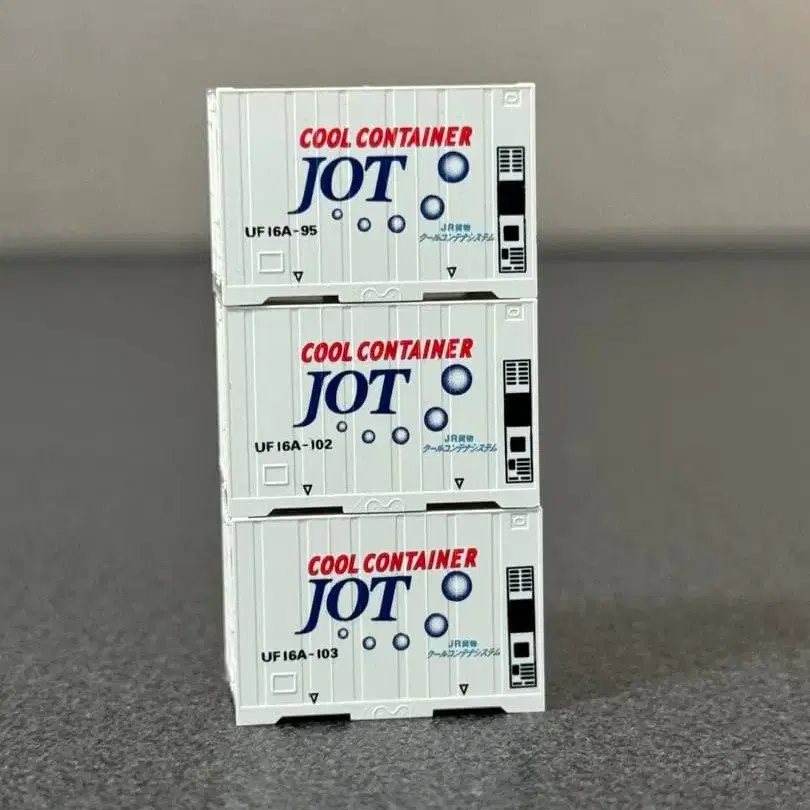 COOL CONTAINER
JOT
UF16A-95
JR貨物
クールコンテナシステム
COOL CONTAINER
JOT
UF16A-102
JR貨物
クールコンテナシステム
COOL CONTAINER
JOT
UF16A-103
JR貨物
クールコンテナシステム